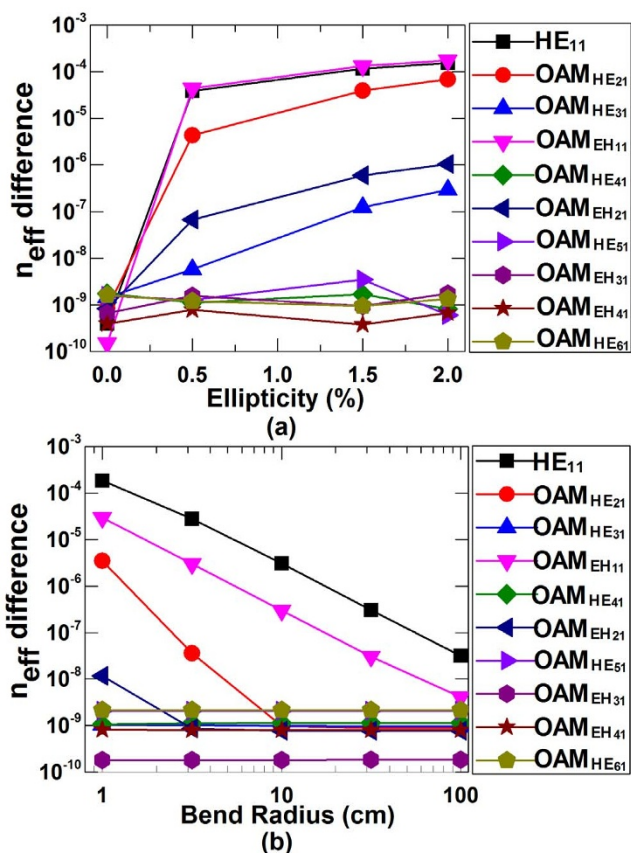 10⁻³
10⁻⁴
10⁻⁵
10⁻⁶
10⁻⁷
10⁻⁸
10⁻⁹
10⁻¹⁰
n_eff difference
0.0 0.5 1.0 1.5 2.0
Ellipticity (%)
(a)
HE₁₁
OAM_HE₂₁
OAM_HE₃₁
OAM_EH₁₁
OAM_HE₄₁
OAM_EH₂₁
OAM_HE₅₁
OAM_EH₃₁
OAM_EH₄₁
OAM_HE₆₁
10⁻³
10⁻⁴
10⁻⁵
10⁻⁶
10⁻⁷
10⁻⁸
10⁻⁹
10⁻¹⁰
n_eff difference
1 10 100
Bend Radius (cm)
(b)
HE₁₁
OAM_HE₂₁
OAM_HE₃₁
OAM_EH₁₁
OAM_HE₄₁
OAM_EH₂₁
OAM_HE₅₁
OAM_EH₃₁
OAM_EH₄₁
OAM_HE₆₁